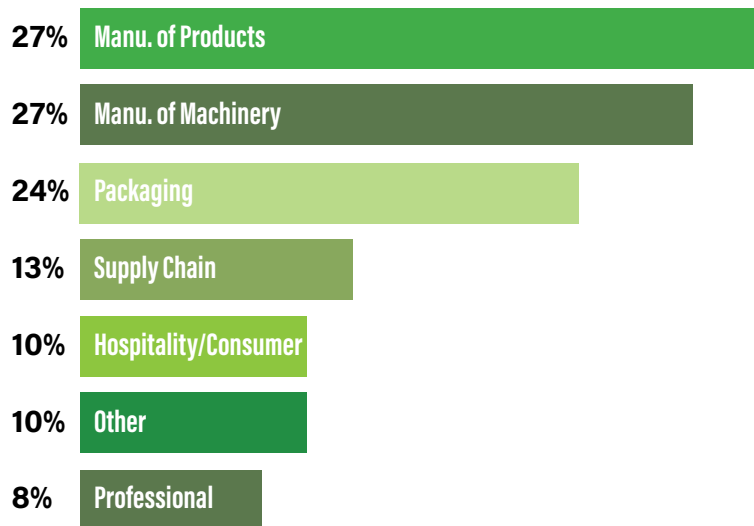 27% Manu. of Products
27% Manu. of Machinery
24% Packaging
13% Supply Chain
10% Hospitality/Consumer
10% Other
8% Professional